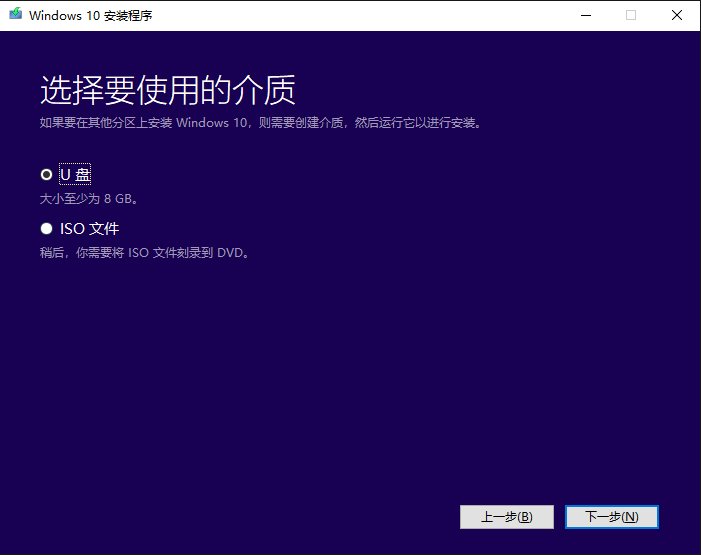 Windows 10 安装程序
选择要使用的介质
如果要在其他分区上安装 Windows 10，则需要创建介质，然后运行它以进行安装。
U 盘
大小至少为 8 GB。
ISO 文件
稍后，你需要将 ISO 文件刻录到 DVD。
上一步(B) 下一步(N)